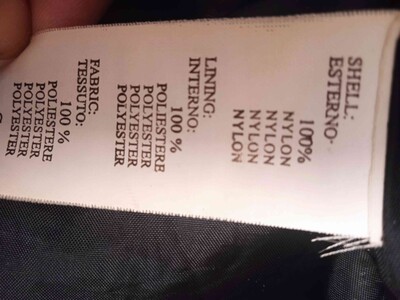 SHELL:
ESTERNO:
100%
NYLON
NYLON
NYLON
NYLON
LINING:
INTERNO:
100 %
POLIESTERE
POLYESTER
POLYESTER
POLYESTER
FABRIC:
TESSUTO:
100 %
POLIESTERE
POLYESTER
POLYESTER
POLYESTER